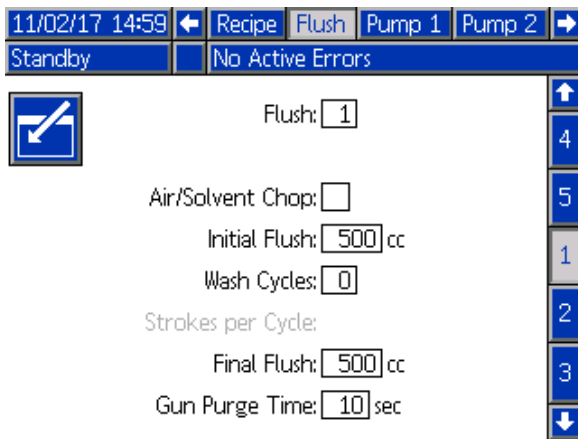 11/02/17 14:59 Recipe Flush Pump 1 Pump 2
Standby No Active Errors
Flush: 1
4
Air/Solvent Chop:
5
Initial Flush: 500 cc
1
Wash Cycles: 0
Strokes per Cycle:
2
Final Flush: 500 cc
3
Gun Purge Time: 10 sec